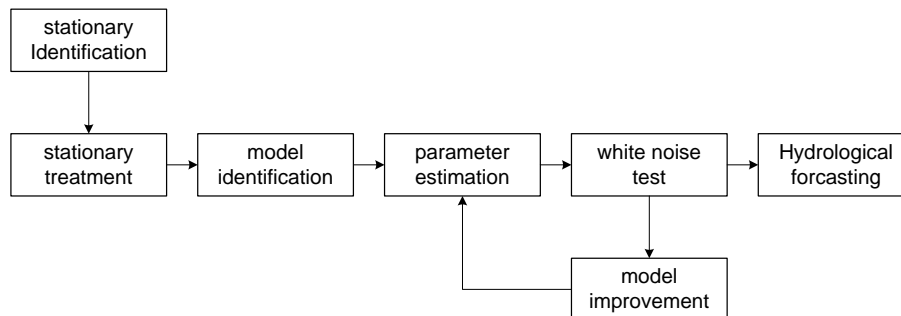 stationary
Identification
stationary
treatment
model
identification
parameter
estimation
white noise
test
Hydrological
forcasting
model
improvement